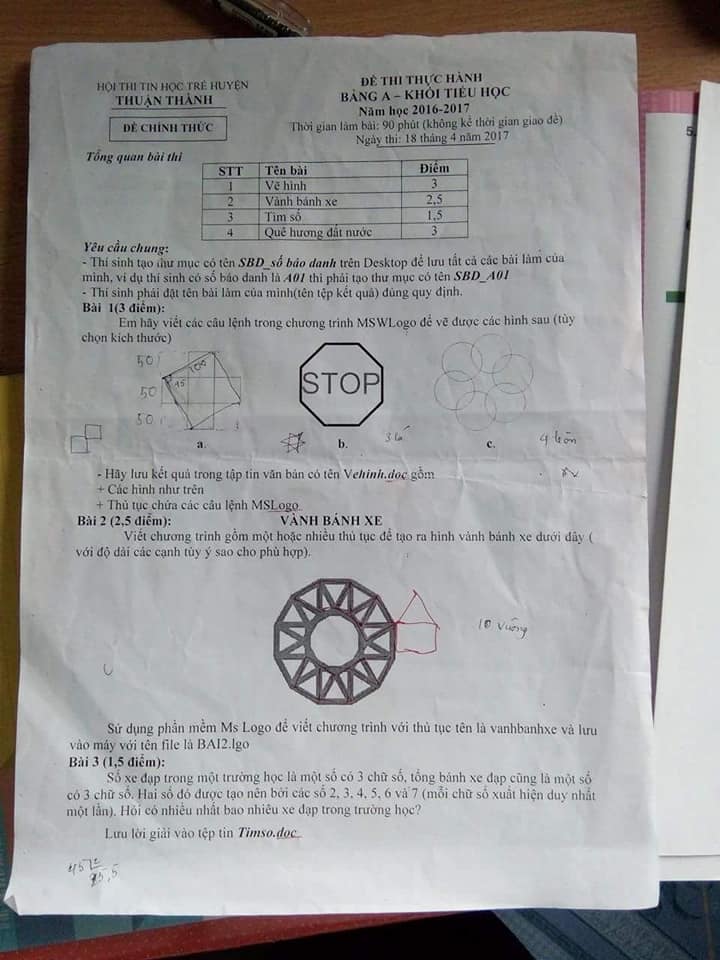 HỘI THI TIN HỌC TRẺ HUYỆN
THUẬN THÀNH
ĐỀ CHÍNH THỨC
ĐỀ THI THỰC HÀNH
BẢNG A – KHỐI TIỂU HỌC
Năm học 2016-2017
Thời gian làm bài: 90 phút (không kể thời gian giao đề)
Ngày thi: 18 tháng 4 năm 2017
Tổng quan bài thi
STT Tên bài Điểm
1 Vẽ hình 3
2 Vành bánh xe 2,5
3 Tìm số 1,5
4 Quê hương đất nước 3
Yêu cầu chung:
- Thí sinh tạo thư mục có tên SBD_số báo danh trên Desktop để lưu tất cả các bài làm của
mình, ví dụ thí sinh có số báo danh là A01 thì phải tạo thư mục có tên SBD_A01
- Thí sinh phải đặt tên bài làm của mình(tên tệp kết quả) đúng quy định.
Bài 1(3 điểm):
Em hãy viết các câu lệnh trong chương trình MSWLogo để vẽ được các hình sau (tùy
chọn kích thước)
50
50
50
100
45
STOP
a. b. c.
3 lá
4 tròn
- Hãy lưu kết quả trong tập tin văn bản có tên Vehinh.doc gồm
+ Các hình như trên
+ Thủ tục chứa các câu lệnh MSLogo
Bài 2 (2,5 điểm): VÀNH BÁNH XE
Viết chương trình gồm một hoặc nhiều thủ tục để tạo ra hình vành bánh xe dưới đây (
với độ dài các cạnh tùy ý sao cho phù hợp).
10 vuông
Sử dụng phần mềm Ms Logo để viết chương trình với thủ tục tên là vanhbanhxe và lưu
vào máy với tên file là BAI2.lgo
Bài 3 (1,5 điểm):
Số xe đạp trong một trường học là một số có 3 chữ số, tổng bánh xe đạp cũng là một số
có 3 chữ số. Hai số đó được tạo nên bởi các số 2, 3, 4, 5, 6 và 7 (mỗi chữ số xuất hiện duy nhất
một lần). Hỏi có nhiều nhất bao nhiêu xe đạp trong trường học?
Lưu lời giải vào tệp tin Timso.doc